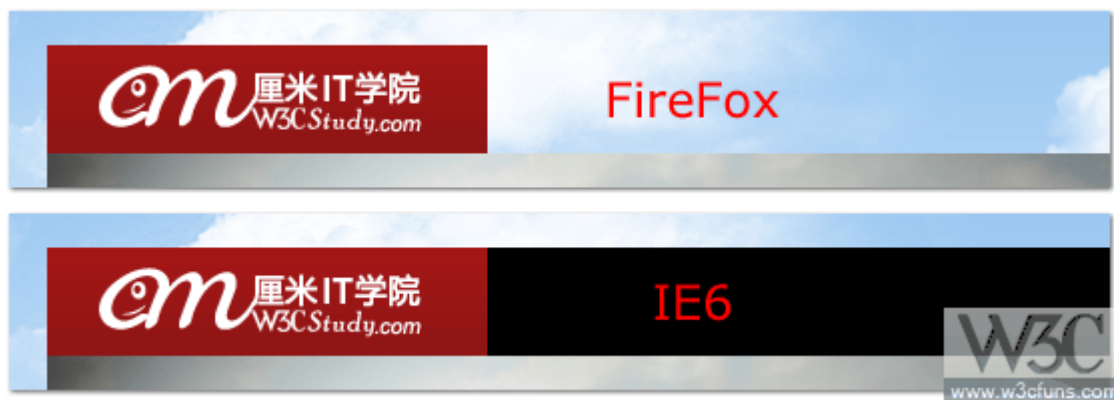 厘米IT学院
W3CStudy.com
FireFox
厘米IT学院
W3CStudy.com
IE6
W3C
www.w3cfuns.com